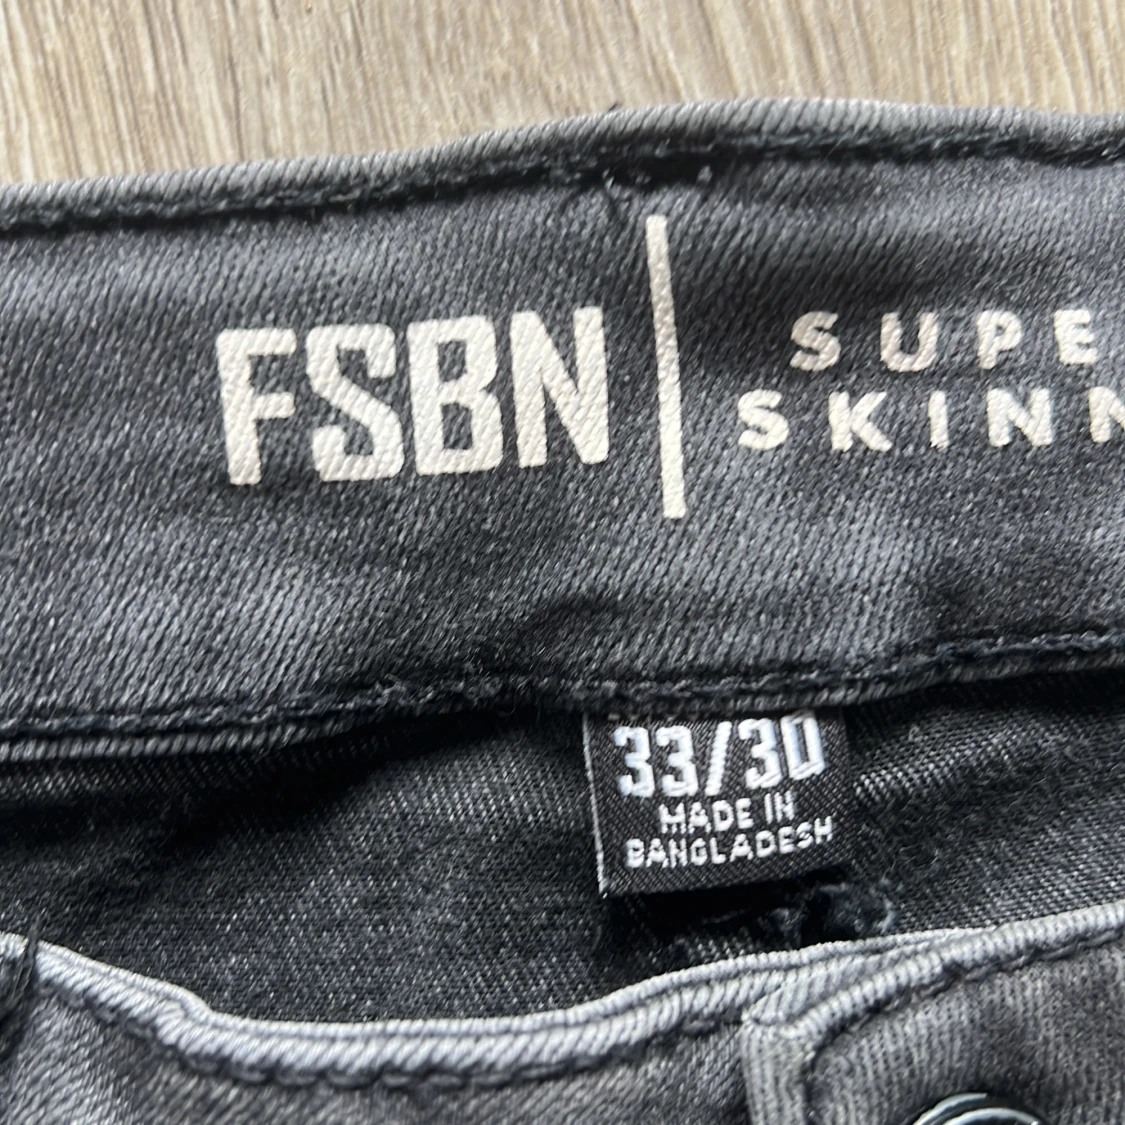 FSBN
SUPE
SKINN
33/30
MADE IN
BANGLADESH